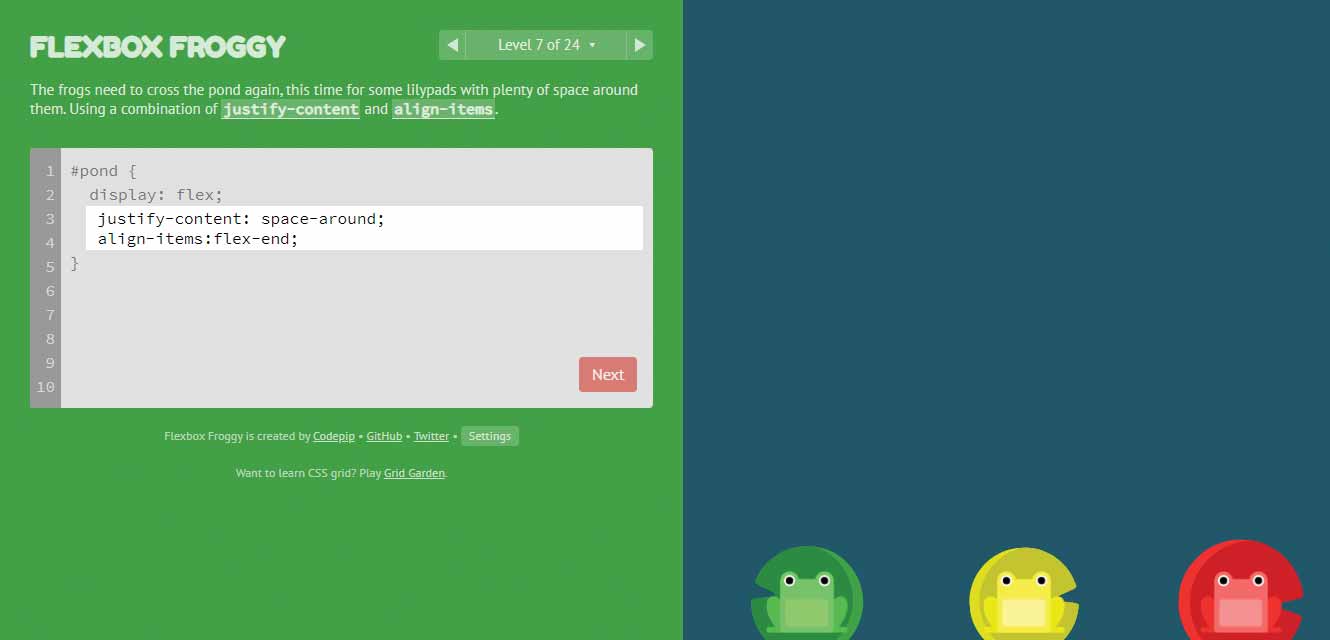 FLEXBOX FROGGY
◀ Level 7 of 24 ▾ ▶
The frogs need to cross the pond again, this time for some lilypads with plenty of space around
them. Using a combination of justify-content and align-items.
1 #pond {
2 display: flex;
3 justify-content: space-around;
4 align-items:flex-end;
5 }
6
7
8
9
10
Next
Flexbox Froggy is created by Codepip • GitHub • Twitter • Settings
Want to learn CSS grid? Play Grid Garden.